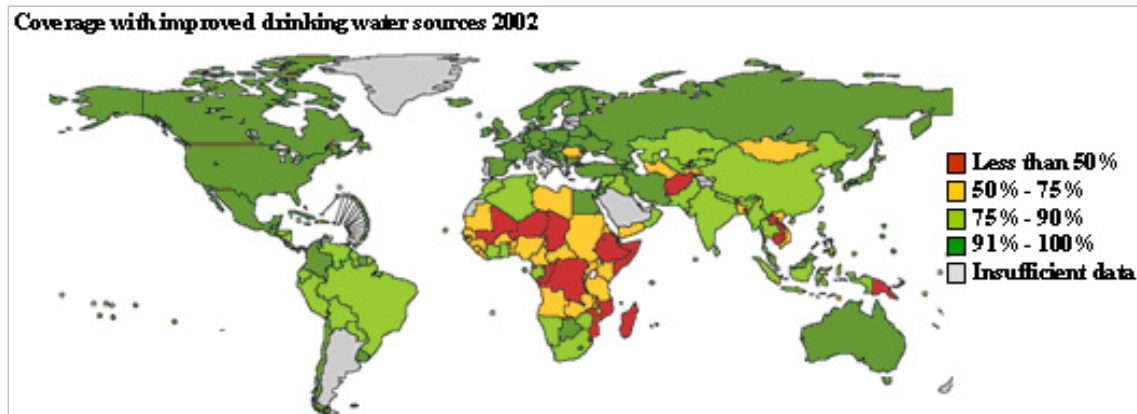 Coverage with improved drinking water sources 2002
Less than 50%
50% - 75%
75% - 90%
91% - 100%
Insufficient data